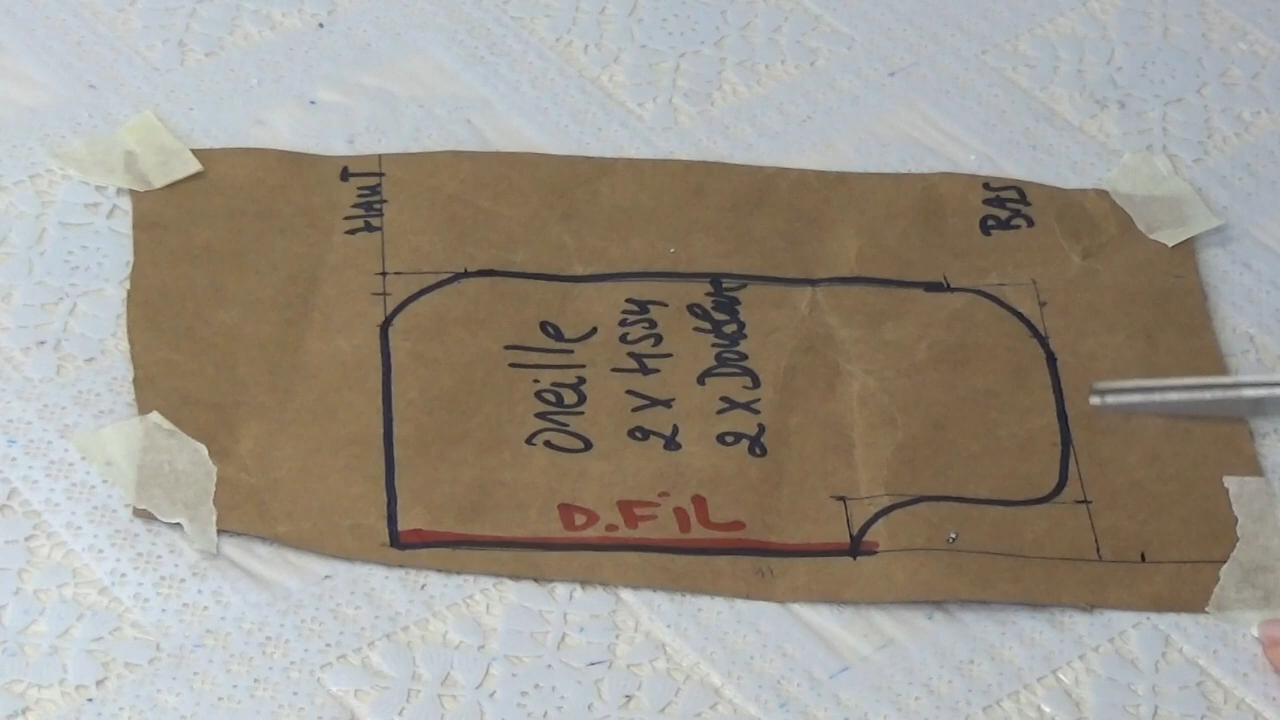 HAUT
BAS
Oreille
2 X tissu
2 X Doublure
D.FiL